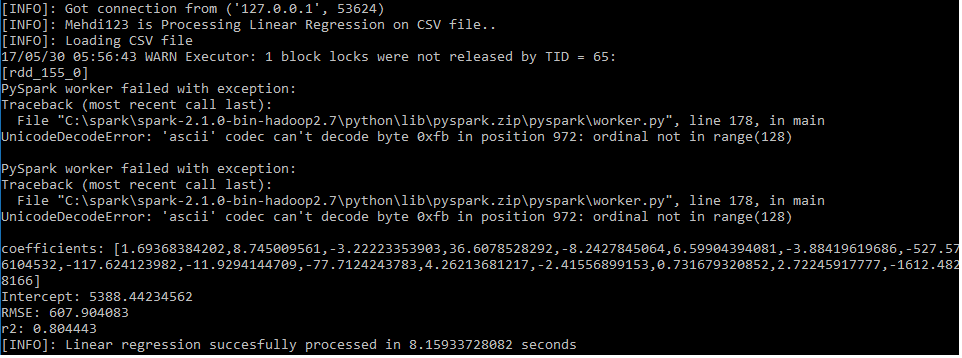 [INFO]: Got connection from ('127.0.0.1', 53624)
[INFO]: Mehdi123 is Processing Linear Regression on CSV file..
[INFO]: Loading CSV file
17/05/30 05:56:43 WARN Executor: 1 block locks were not released by TID = 65:
[rdd_155_0]
PySpark worker failed with exception:
Traceback (most recent call last):
  File "C:\spark\spark-2.1.0-bin-hadoop2.7\python\lib\pyspark.zip\pyspark\worker.py", line 178, in main
UnicodeDecodeError: 'ascii' codec can't decode byte 0xfb in position 972: ordinal not in range(128)

PySpark worker failed with exception:
Traceback (most recent call last):
  File "C:\spark\spark-2.1.0-bin-hadoop2.7\python\lib\pyspark.zip\pyspark\worker.py", line 178, in main
UnicodeDecodeError: 'ascii' codec can't decode byte 0xfb in position 972: ordinal not in range(128)

coefficients: [1.69368384202,8.745009561,-3.22223353903,36.6078528292,-8.2427845064,6.59904394081,-3.88419619686,-527.57
6104532,-117.624123982,-11.9294144709,-77.7124243783,4.26213681217,-2.41556899153,0.731679320852,2.72245917777,-1612.482
8166]
Intercept: 5388.44234562
RMSE: 607.904083
r2: 0.804443
[INFO]: Linear regression succesfully processed in 8.15933728082 seconds